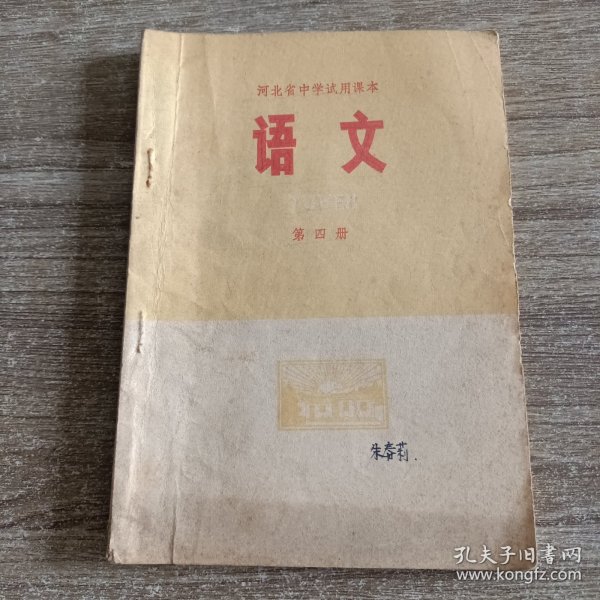 河北省中学试用课本
语文
YUWEN
第四册
朱春莉.
孔夫子旧书网
www.kongfz.com